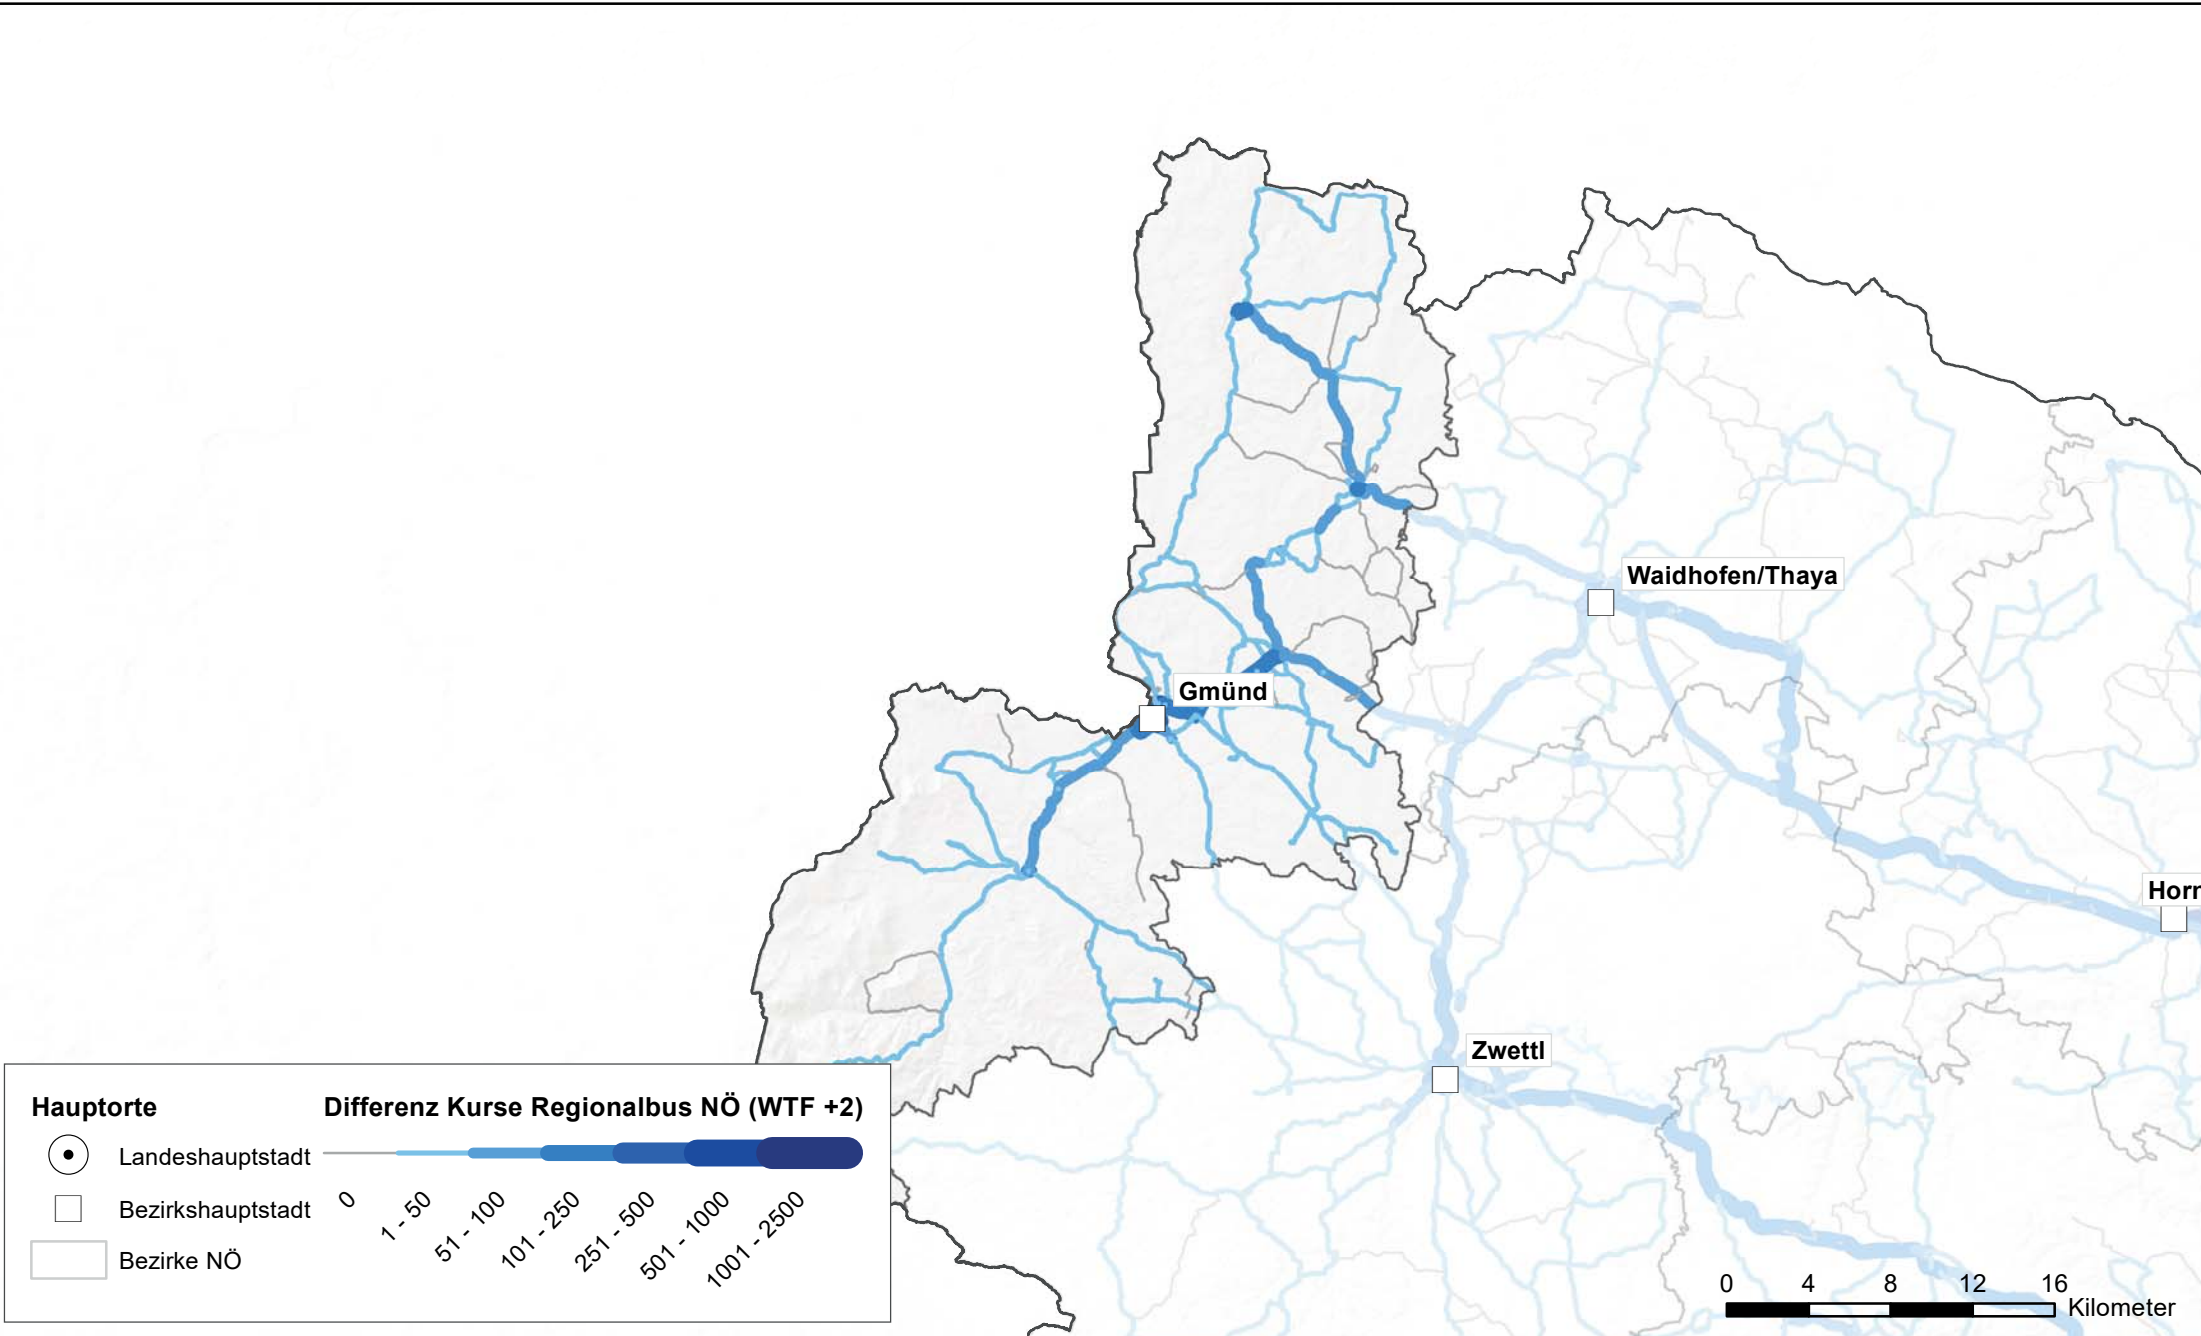 Waidhofen/Thaya
Gmünd
Horn
Zwettl
Hauptorte
Landeshauptstadt
Bezirkshauptstadt
Bezirke NÖ
Differenz Kurse Regionalbus NÖ (WTF +2)
0
1 - 50
51 - 100
101 - 250
251 - 500
501 - 1000
1001 - 2500
0 4 8 12 16
Kilometer